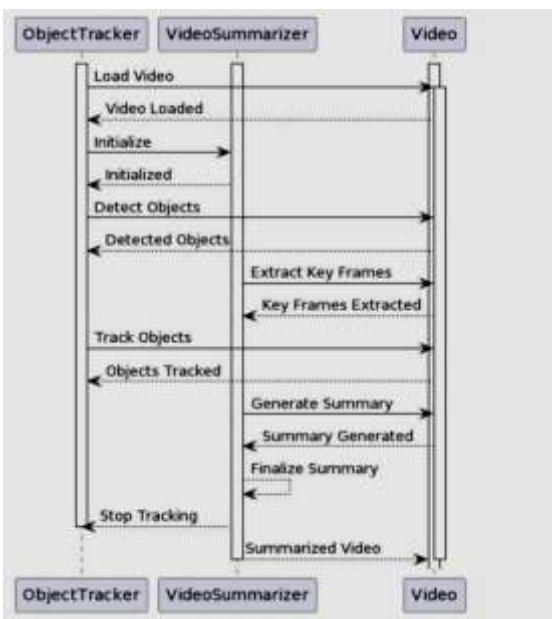 ObjectTracker VideoSummarizer Video
Load Video
Video Loaded
Initialize
Initialized
Detect Objects
Detected Objects
Extract Key Frames
Key Frames Extracted
Track Objects
Objects Tracked
Generate Summary
Summary Generated
Finalize Summary
Stop Tracking
Summarized Video
ObjectTracker VideoSummarizer Video